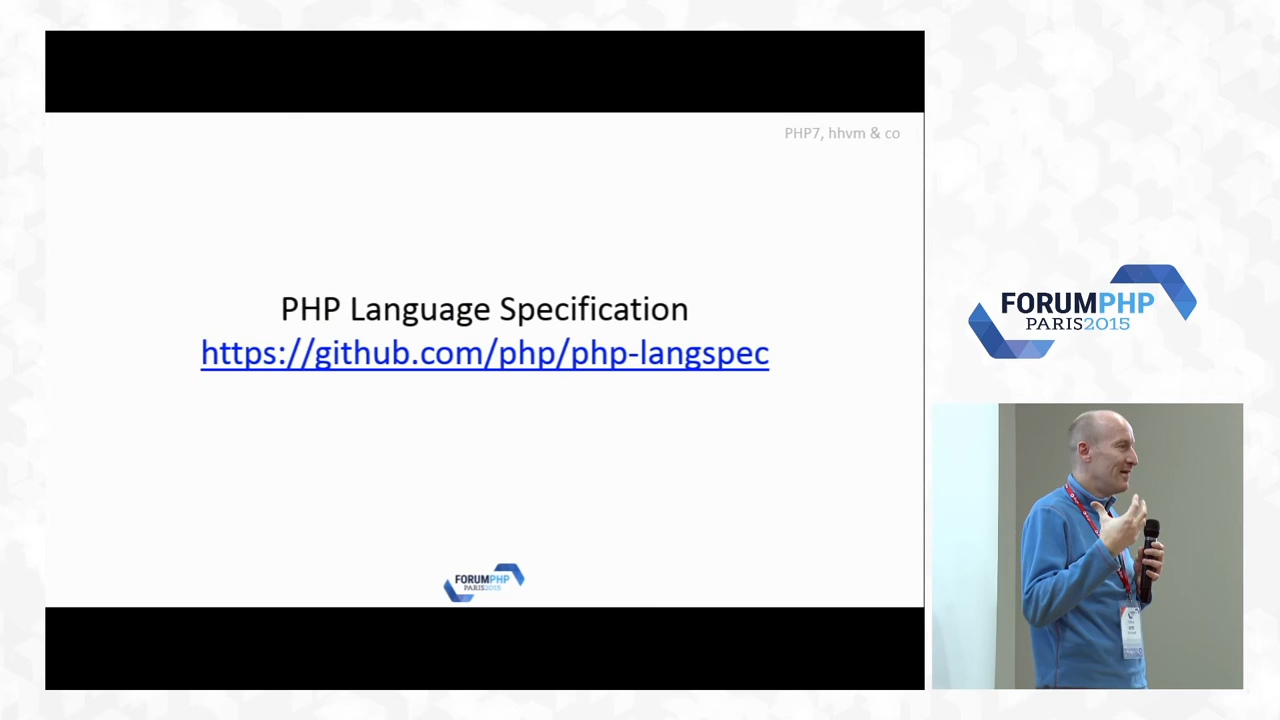 PHP7, hhvm & co
PHP Language Specification
https://github.com/php/php-langspec
FORUMPHP
PARIS2015
FORUMPHP
PARIS2015